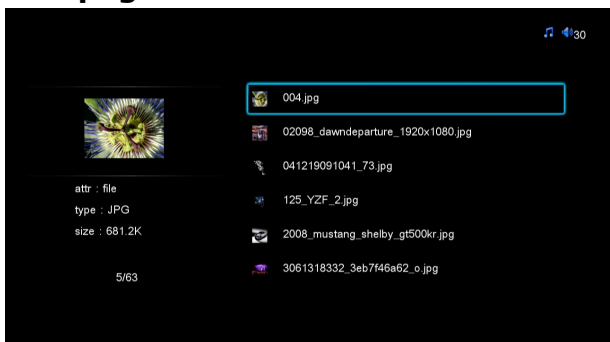 30
004.jpg
02098_dawndeparture_1920x1080.jpg
041219091041_73.jpg
125_YZF_2.jpg
2008_mustang_shelby_gt500kr.jpg
3061318332_3eb7f46a62_o.jpg
attr : file
type : JPG
size : 681.2K
5/63